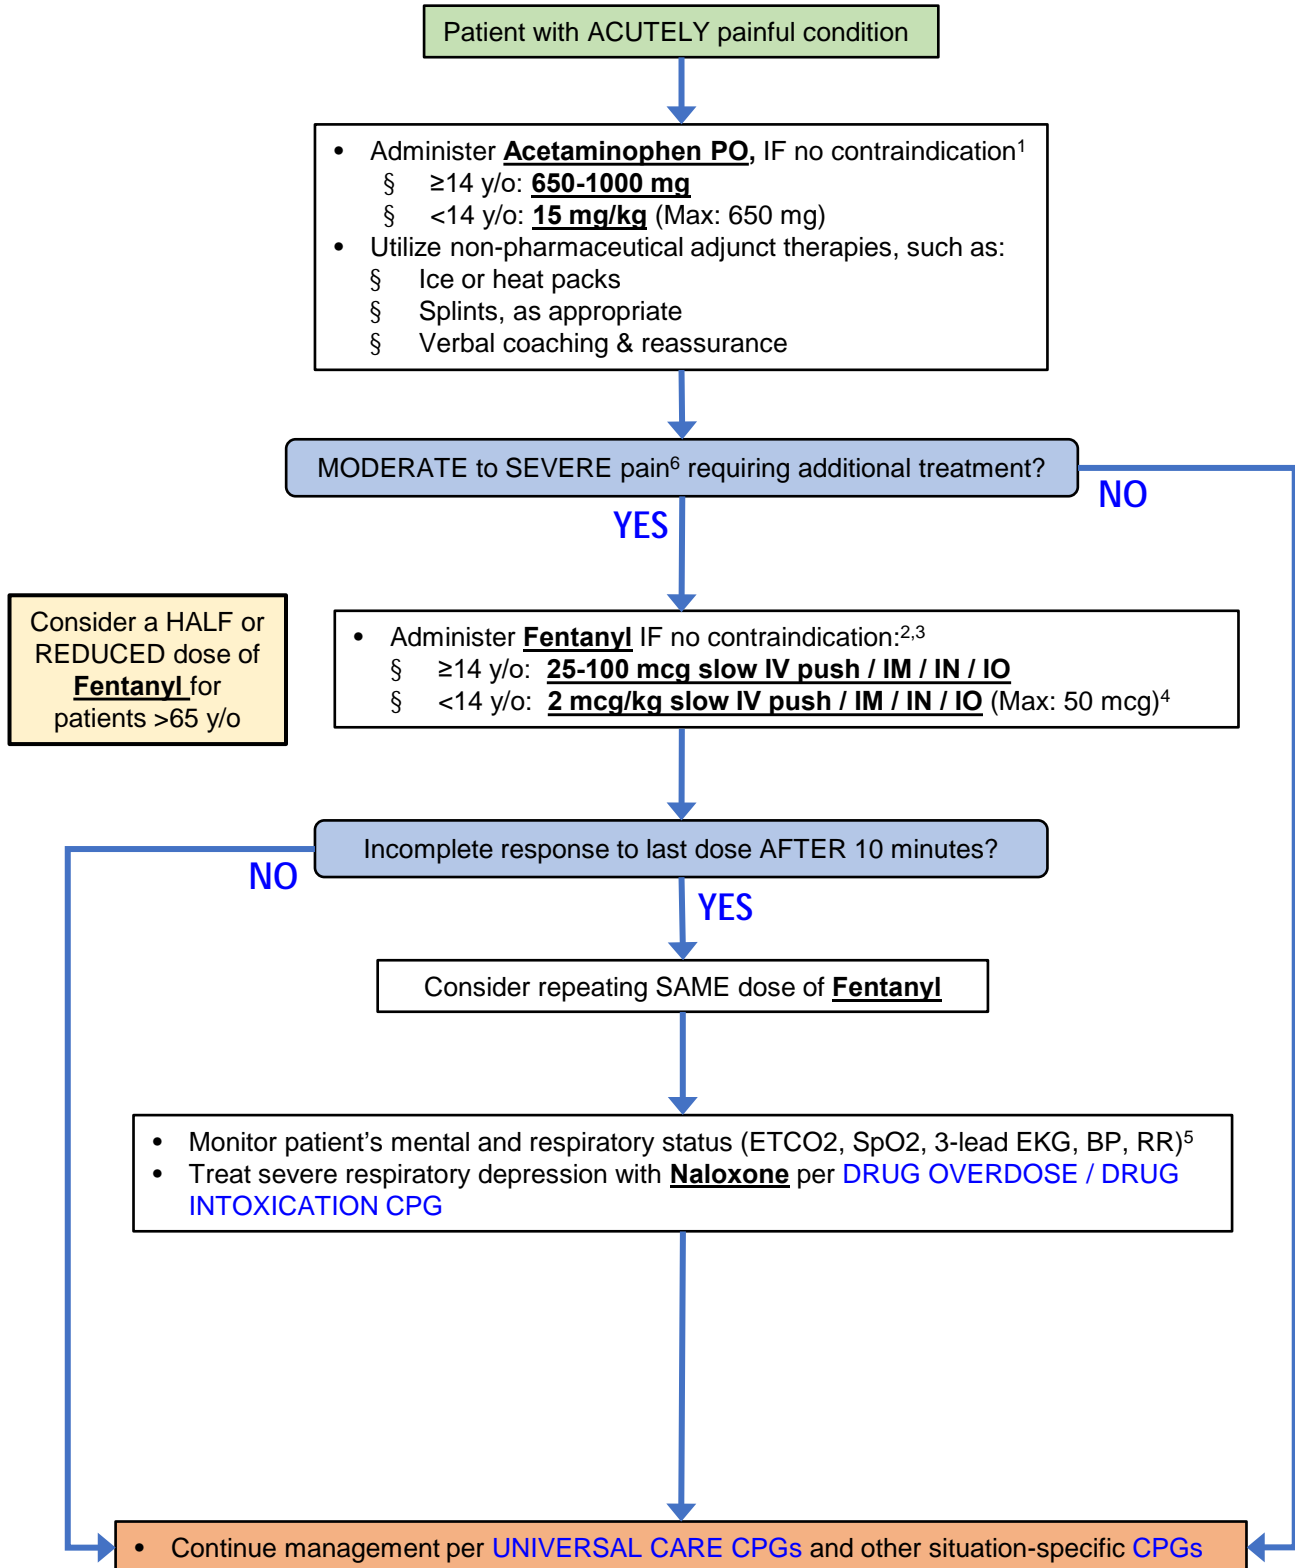 Patient with ACUTELY painful condition
• Administer Acetaminophen PO, IF no contraindication1
§ ≥14 y/o: 650-1000 mg
§ <14 y/o: 15 mg/kg (Max: 650 mg)
• Utilize non-pharmaceutical adjunct therapies, such as:
§ Ice or heat packs
§ Splints, as appropriate
§ Verbal coaching & reassurance
MODERATE to SEVERE pain6 requiring additional treatment?
NO
YES
Consider a HALF or
REDUCED dose of
Fentanyl for
patients >65 y/o
• Administer Fentanyl IF no contraindication:2,3
§ ≥14 y/o: 25-100 mcg slow IV push / IM / IN / IO
§ <14 y/o: 2 mcg/kg slow IV push / IM / IN / IO (Max: 50 mcg)4
Incomplete response to last dose AFTER 10 minutes?
NO
YES
Consider repeating SAME dose of Fentanyl
• Monitor patient’s mental and respiratory status (ETCO2, SpO2, 3-lead EKG, BP, RR)5
• Treat severe respiratory depression with Naloxone per DRUG OVERDOSE / DRUG
INTOXICATION CPG
• Continue management per UNIVERSAL CARE CPGs and other situation-specific CPGs